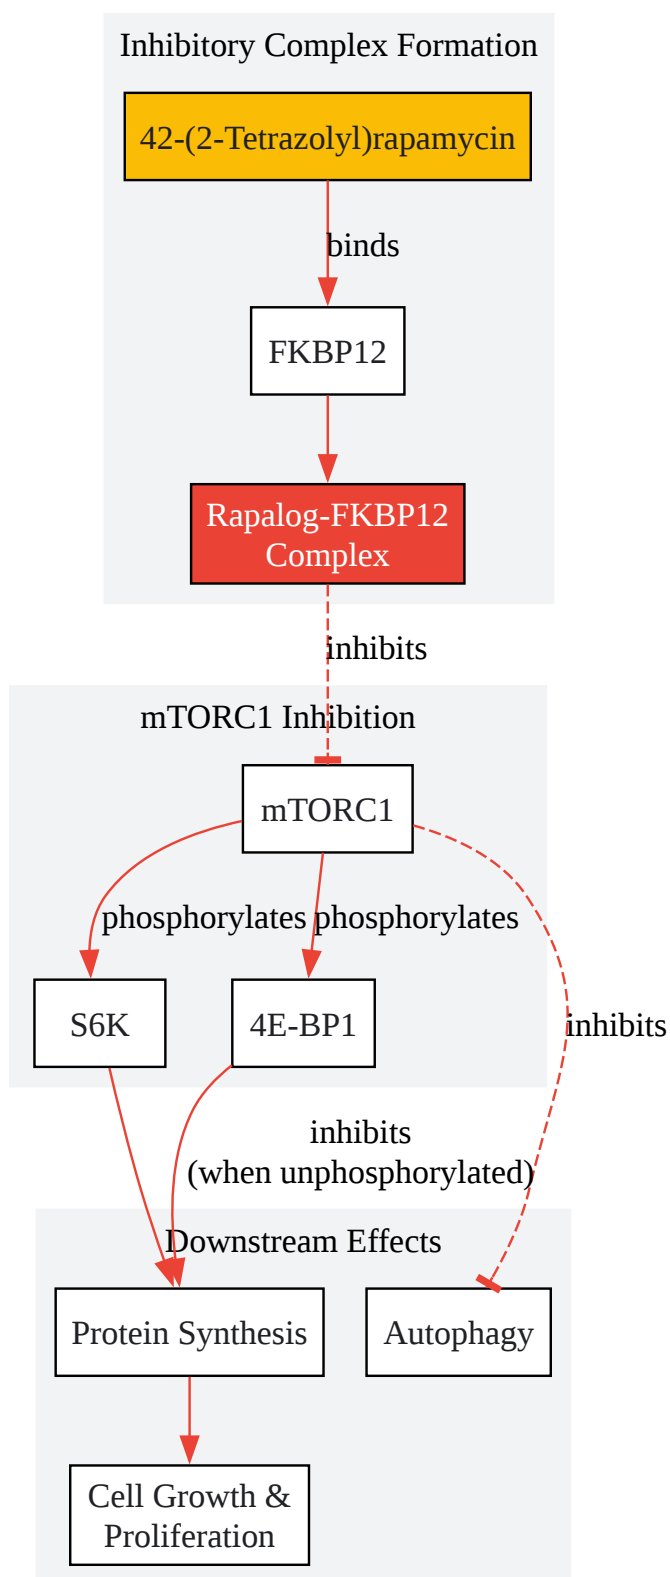 Inhibitory Complex Formation
42-(2-Tetrazolyl)rapamycin
binds
FKBP12
Rapalog-FKBP12
Complex
inhibits
mTORC1 Inhibition
mTORC1
phosphorylates
phosphorylates
S6K
4E-BP1
inhibits
inhibits
(when unphosphorylated)
Downstream Effects
Protein Synthesis
Autophagy
Cell Growth &
Proliferation